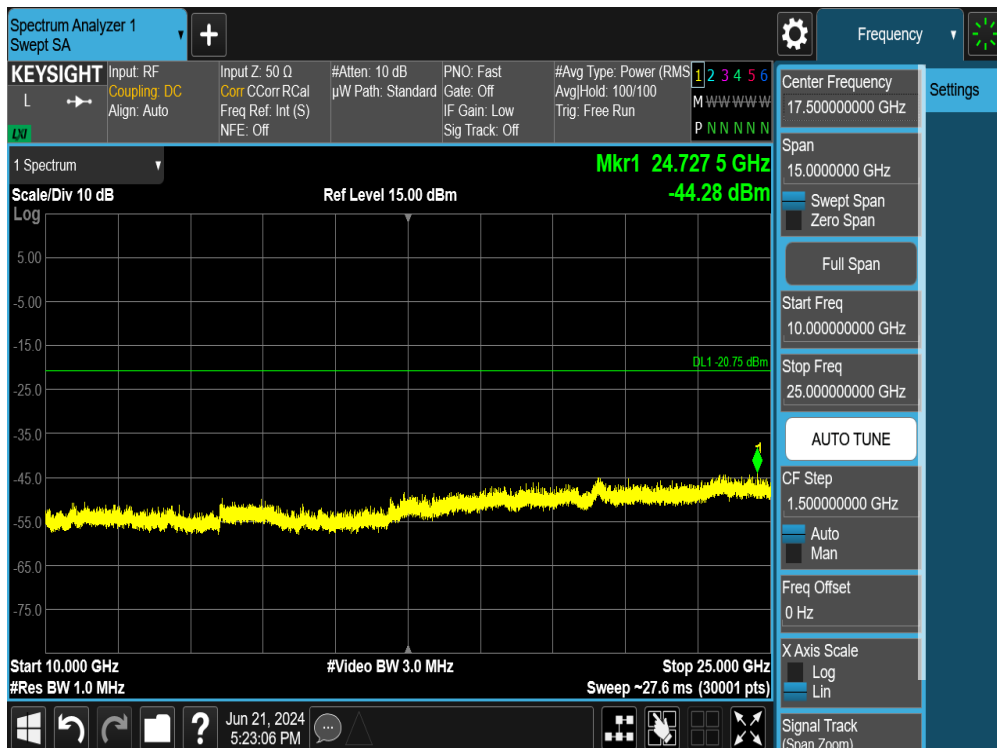 Spectrum Analyzer 1
Swept SA
+
Frequency
KEYSIGHT
L
LXI
Input: RF
Coupling: DC
Align: Auto
Input Z: 50 Ω
Corr CCorr RCal
Freq Ref: Int (S)
NFE: Off
#Atten: 10 dB
µW Path: Standard
PNO: Fast
Gate: Off
IF Gain: Low
Sig Track: Off
#Avg Type: Power (RMS
Avg|Hold: 100/100
Trig: Free Run
1 2 3 4 5 6
M W W W W W
P N N N N N
Center Frequency
17.500000000 GHz
Settings
Span
15.0000000 GHz
Swept Span
Zero Span
Full Span
Start Freq
10.000000000 GHz
Stop Freq
25.000000000 GHz
AUTO TUNE
CF Step
1.500000000 GHz
Auto
Man
Freq Offset
0 Hz
X Axis Scale
Log
Lin
Signal Track
(Span Zoom)
1 Spectrum
Mkr1 24.727 5 GHz
-44.28 dBm
Scale/Div 10 dB
Ref Level 15.00 dBm
Log
5.00
-5.00
-15.0
DL1 -20.75 dBm
-25.0
-35.0
1
-45.0
-55.0
-65.0
-75.0
Start 10.000 GHz
#Video BW 3.0 MHz
Stop 25.000 GHz
#Res BW 1.0 MHz
Sweep ~27.6 ms (30001 pts)
?
Jun 21, 2024
5:23:06 PM